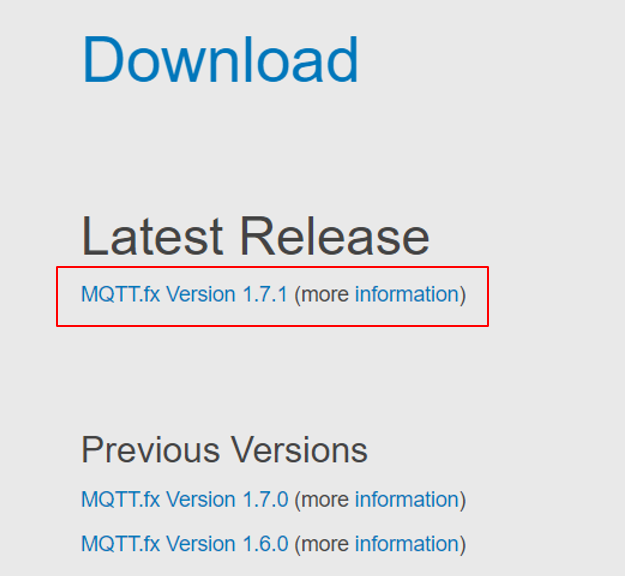 Download
Latest Release
MQTT.fx Version 1.7.1 (more information)
Previous Versions
MQTT.fx Version 1.7.0 (more information)
MQTT.fx Version 1.6.0 (more information)